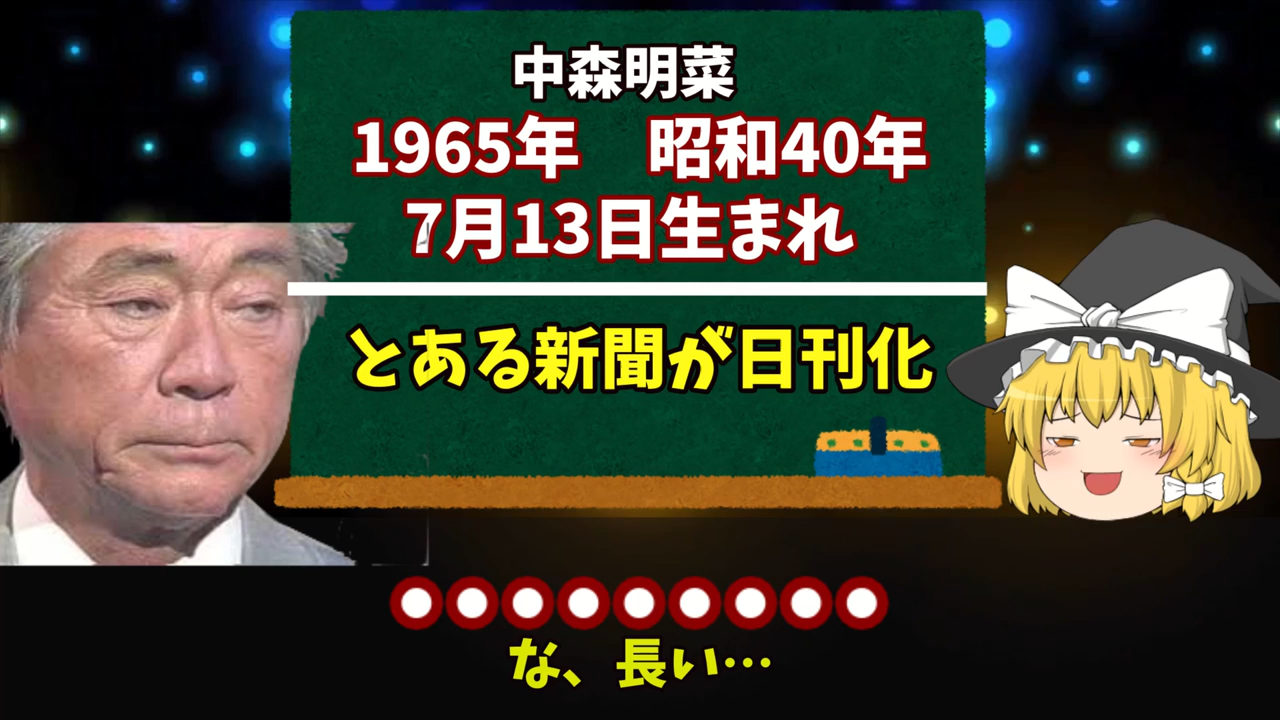 中森明菜
1965年　昭和40年
7月13日生まれ
とある新聞が日刊化
●●●●●●●●●
な、長い…